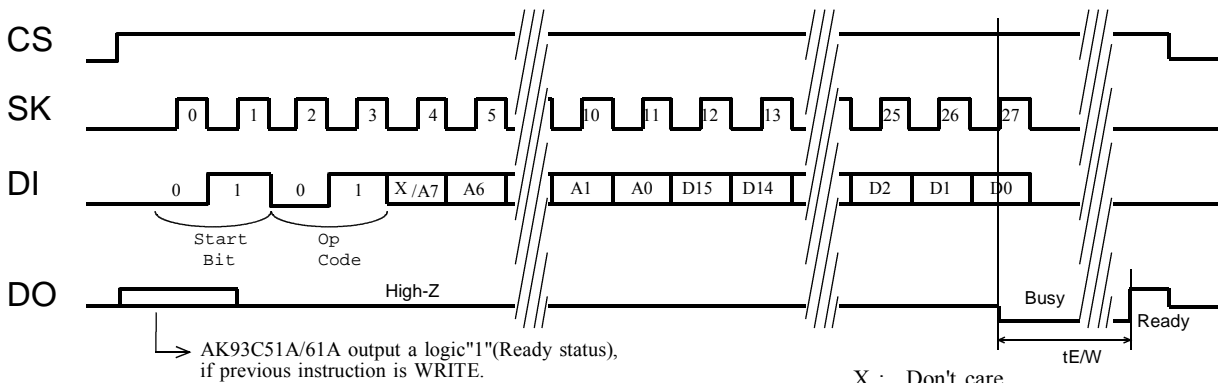 CS
SK 0 1 2 3 4 5 10 11 12 13 25 26 27
DI 0 1 0 1 X/A7 A6 A1 A0 D15 D14 D2 D1 D0
Start Op
Bit Code
DO High-Z Busy Ready
AK93C51A/61A output a logic"1"(Ready status), tE/W
if previous instruction is WRITE. X : Don't care